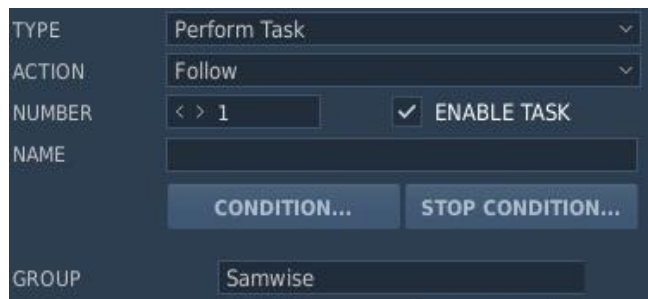 TYPE Perform Task
ACTION Follow
NUMBER < > 1 ENABLE TASK
NAME
CONDITION... STOP CONDITION...
GROUP Samwise